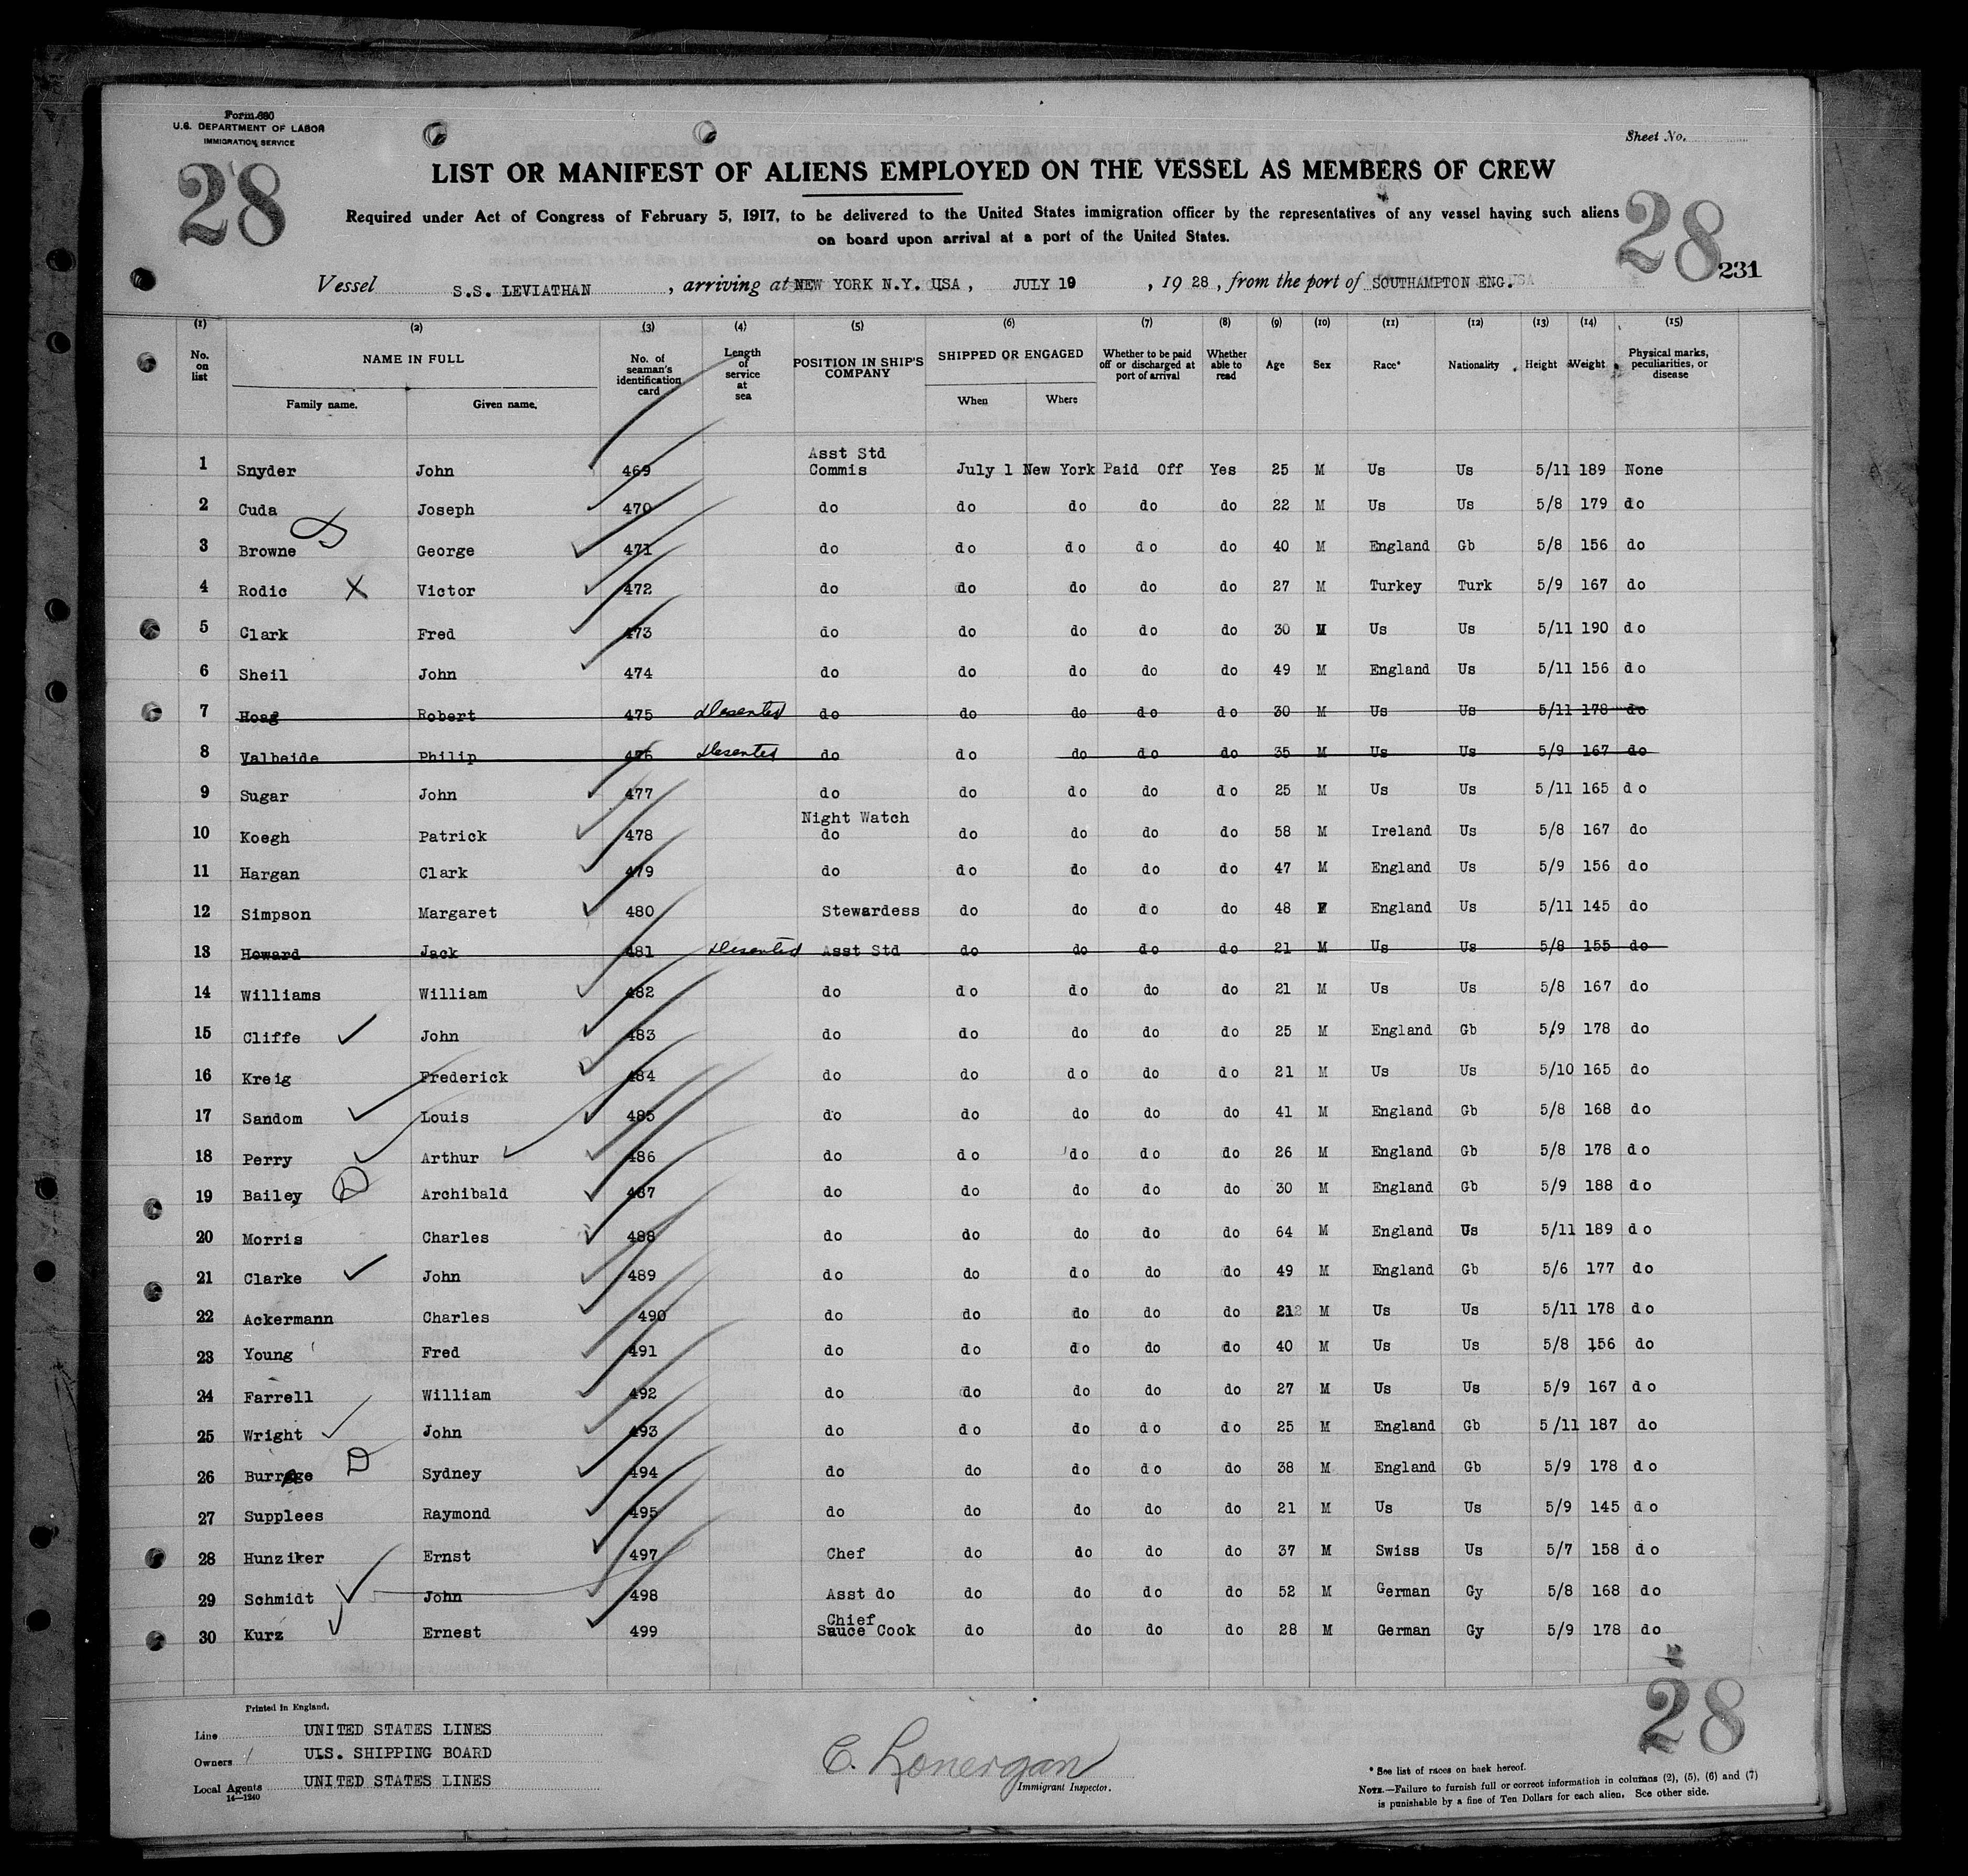 Form 680
U.S. DEPARTMENT OF LABOR
IMMIGRATION SERVICE
Sheet No.
28
28
231
LIST OR MANIFEST OF ALIENS EMPLOYED ON THE VESSEL AS MEMBERS OF CREW
Required under Act of Congress of February 5, 1917, to be delivered to the United States immigration officer by the representatives of any vessel having such aliens
on board upon arrival at a port of the United States.
Vessel S.S. LEVIATHAN , arriving at NEW YORK N.Y. USA , JULY 19 , 19 28 , from the port of SOUTHAMPTON ENG.
(1) (2) (3) (4) (5) (6) (7) (8) (9) (10) (11) (12) (13) (14) (15)
No. on list NAME IN FULL Family name. Given name. No. of seaman's identification card Length of service at sea POSITION IN SHIP'S COMPANY SHIPPED OR ENGAGED When Where Whether to be paid off or discharged at port of arrival Whether able to read Age Sex Race* Nationality Height Weight Physical marks, peculiarities, or disease
1 Snyder John 469 Asst Std Commis July 1 New York Paid Off Yes 25 M Us Us 5/11 189 None
2 Cuda Joseph 470 do do do do do 22 M Us Us 5/8 179 do
3 Browne George 471 do do do do do 40 M England Gb 5/8 156 do
4 Rodic X Victor 472 do do do do do 27 M Turkey Turk 5/9 167 do
5 Clark Fred 473 do do do do do 30 M Us Us 5/11 190 do
6 Sheil John 474 do do do do do 49 M England Us 5/11 156 do
7 Hoag Robert 475 Deserted do do do do do 30 M Us Us 5/11 178 do
8 Valbeide Philip 476 Deserted do do do do do 35 M Us Us 5/9 167 do
9 Sugar John 477 do do do do do 25 M Us Us 5/11 165 do
10 Koegh Patrick 478 Night Watch do do do do do 58 M Ireland Us 5/8 167 do
11 Hargan Clark 479 do do do do do 47 M England Us 5/9 156 do
12 Simpson Margaret 480 Stewardess do do do do 48 F England Us 5/11 145 do
13 Howard Jack 481 Deserted Asst Std do do do do 21 M Us Us 5/8 155 do
14 Williams William 482 do do do do do 21 M Us Us 5/8 167 do
15 Cliffe John 483 do do do do do 25 M England Gb 5/9 178 do
16 Kreig Frederick 484 do do do do do 21 M Us Us 5/10 165 do
17 Sandom Louis 485 do do do do do 41 M England Gb 5/8 168 do
18 Perry Arthur 486 do do do do do 26 M England Gb 5/8 178 do
19 Bailey D Archibald 487 do do do do do 30 M England Gb 5/9 188 do
20 Morris Charles 488 do do do do do 64 M England Us 5/11 189 do
21 Clarke John 489 do do do do do 49 M England Gb 5/6 177 do
22 Ackermann Charles 490 do do do do do 212 M Us Us 5/11 178 do
23 Young Fred 491 do do do do do 40 M Us Us 5/8 156 do
24 Farrell William 492 do do do do do 27 M Us Us 5/9 167 do
25 Wright John 493 do do do do do 25 M England Gb 5/11 187 do
26 Burrage D Sydney 494 do do do do do 38 M England Gb 5/9 178 do
27 Supplees Raymond 495 do do do do do 21 M Us Us 5/9 145 do
28 Hunziker Ernst 497 Chef do do do do 37 M Swiss Us 5/7 158 do
29 Schmidt John 498 Asst do do do do do 52 M German Gy 5/8 168 do
30 Kurz Ernest 499 Chief Sauce Cook do do do do 28 M German Gy 5/9 178 do
28
Printed in England.
Line UNITED STATES LINES
Owners U.S. SHIPPING BOARD
Local Agents UNITED STATES LINES
14—1240
C. Lonergan
Immigrant Inspector.
* See list of races on back hereof.
NOTE.—Failure to furnish full or correct information in columns (2), (5), (6) and (7)
is punishable by a fine of Ten Dollars for each alien. See other side.